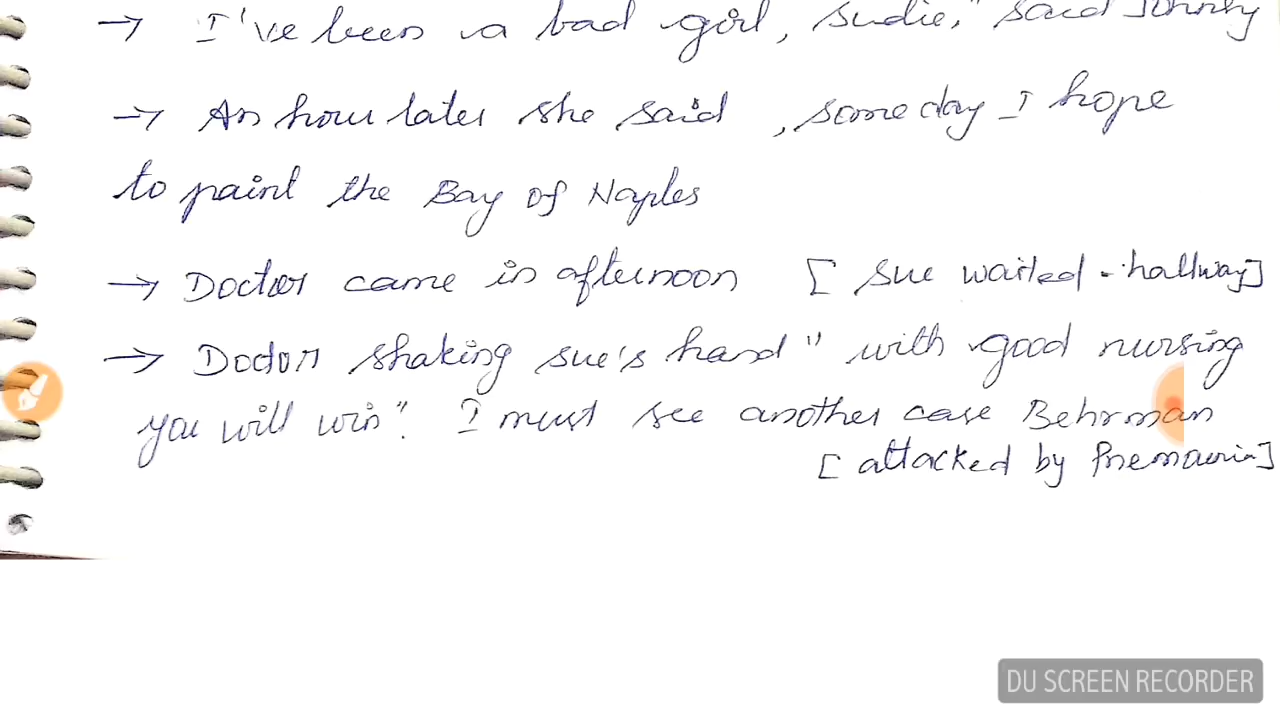 → I've been a bad girl, Sudie," said Johnsy
→ An hour later she said , someday I hope
to paint the Bay of Naples
→ Doctor came in afternoon [ Sue waited - hallway]
→ Doctor shaking sue's hand " with good nursing
you will win". I must see another case Behrman
[ attacked by Pnemaunia]
DU SCREEN RECORDER